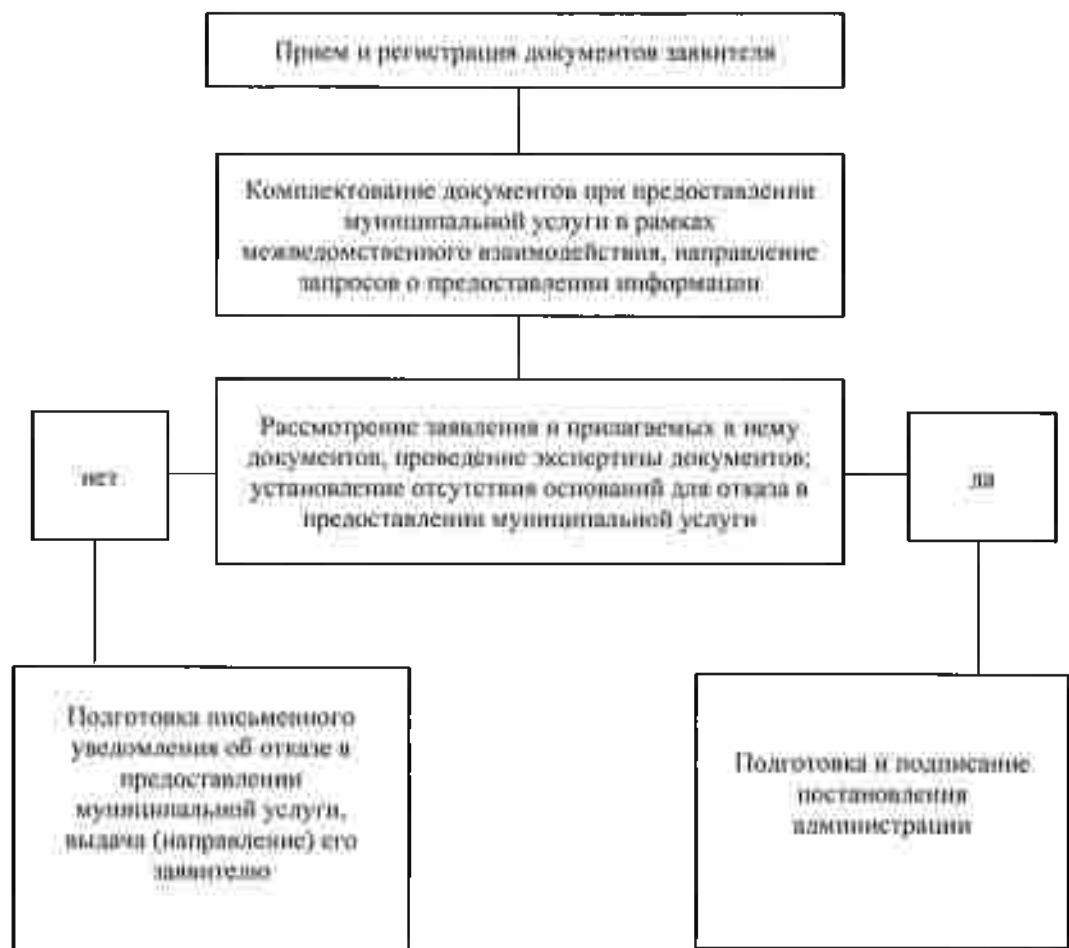 Прием и регистрация документов заявителя
Комплектование документов при предоставлении
муниципальной услуги в рамках
межведомственного взаимодействия, направление
запросов о предоставлении информации
Рассмотрение заявления и прилагаемых к нему
документов, проведение экспертизы документов;
установление отсутствия оснований для отказа в
предоставлении муниципальной услуги
нет
да
Подготовка письменного
уведомления об отказе в
предоставлении
муниципальной услуги,
выдача (направление) его
заявителю
Подготовка и подписание
постановления
администрации